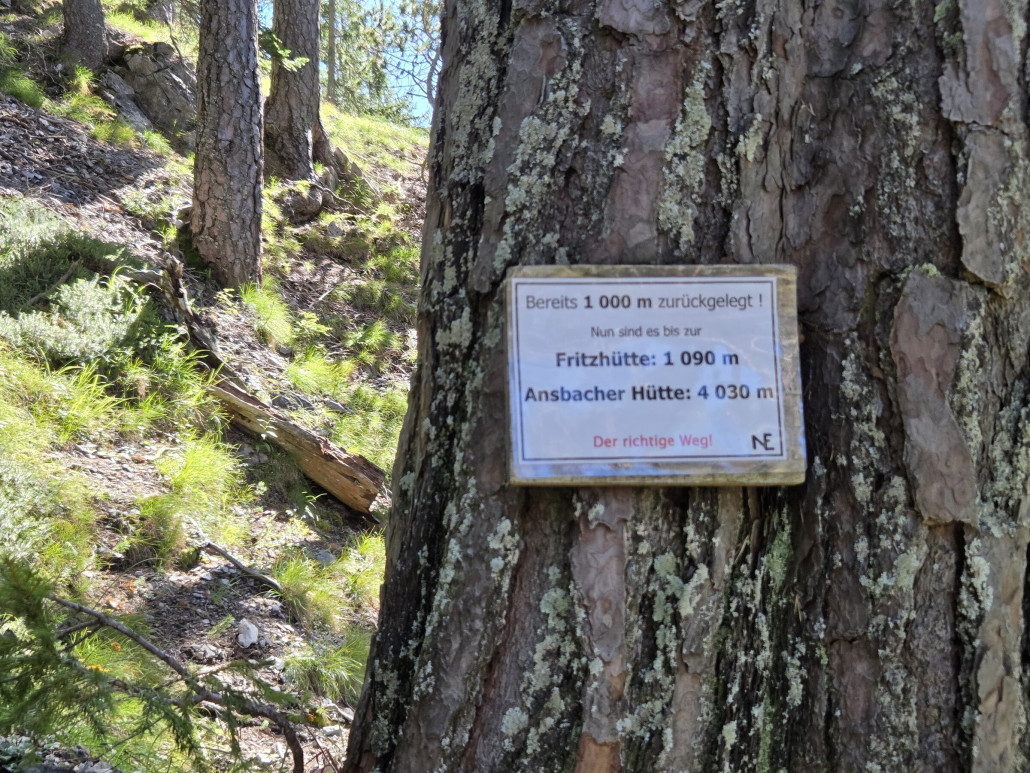 Bereits 1 000 m zurückgelegt !
Nun sind es bis zur
Fritzhütte: 1 090 m
Ansbacher Hütte: 4 030 m
Der richtige Weg!
NE